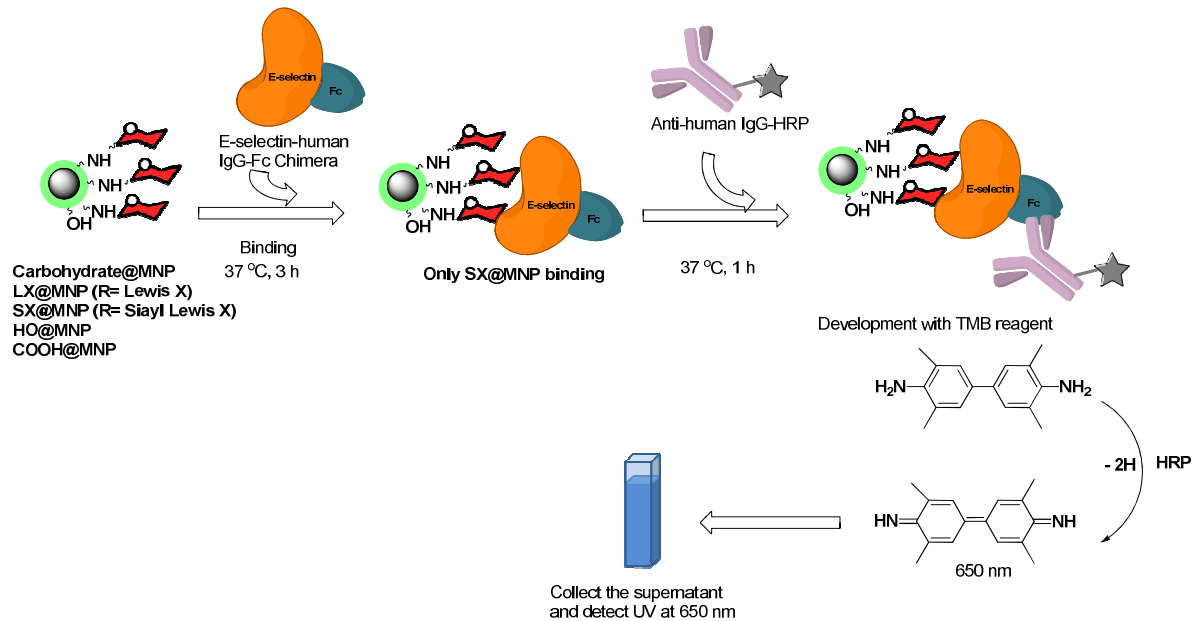 E-selectin
Fc
E-selectin-human
IgG-Fc Chimera
Anti-human IgG-HRP
NH
NH
NH
OH
Binding
37 °C, 3 h
Carbohydrate@MNP
LX@MNP (R= Lewis X)
SX@MNP (R= Siayl Lewis X)
HO@MNP
COOH@MNP
NH
NH
NH
OH
E-selectin
Fc
Only SX@MNP binding
37 °C, 1 h
NH
NH
NH
OH
E-selectin
Fc
Development with TMB reagent
H2N
NH2
- 2H HRP
HN
NH
650 nm
Collect the supernatant
and detect UV at 650 nm